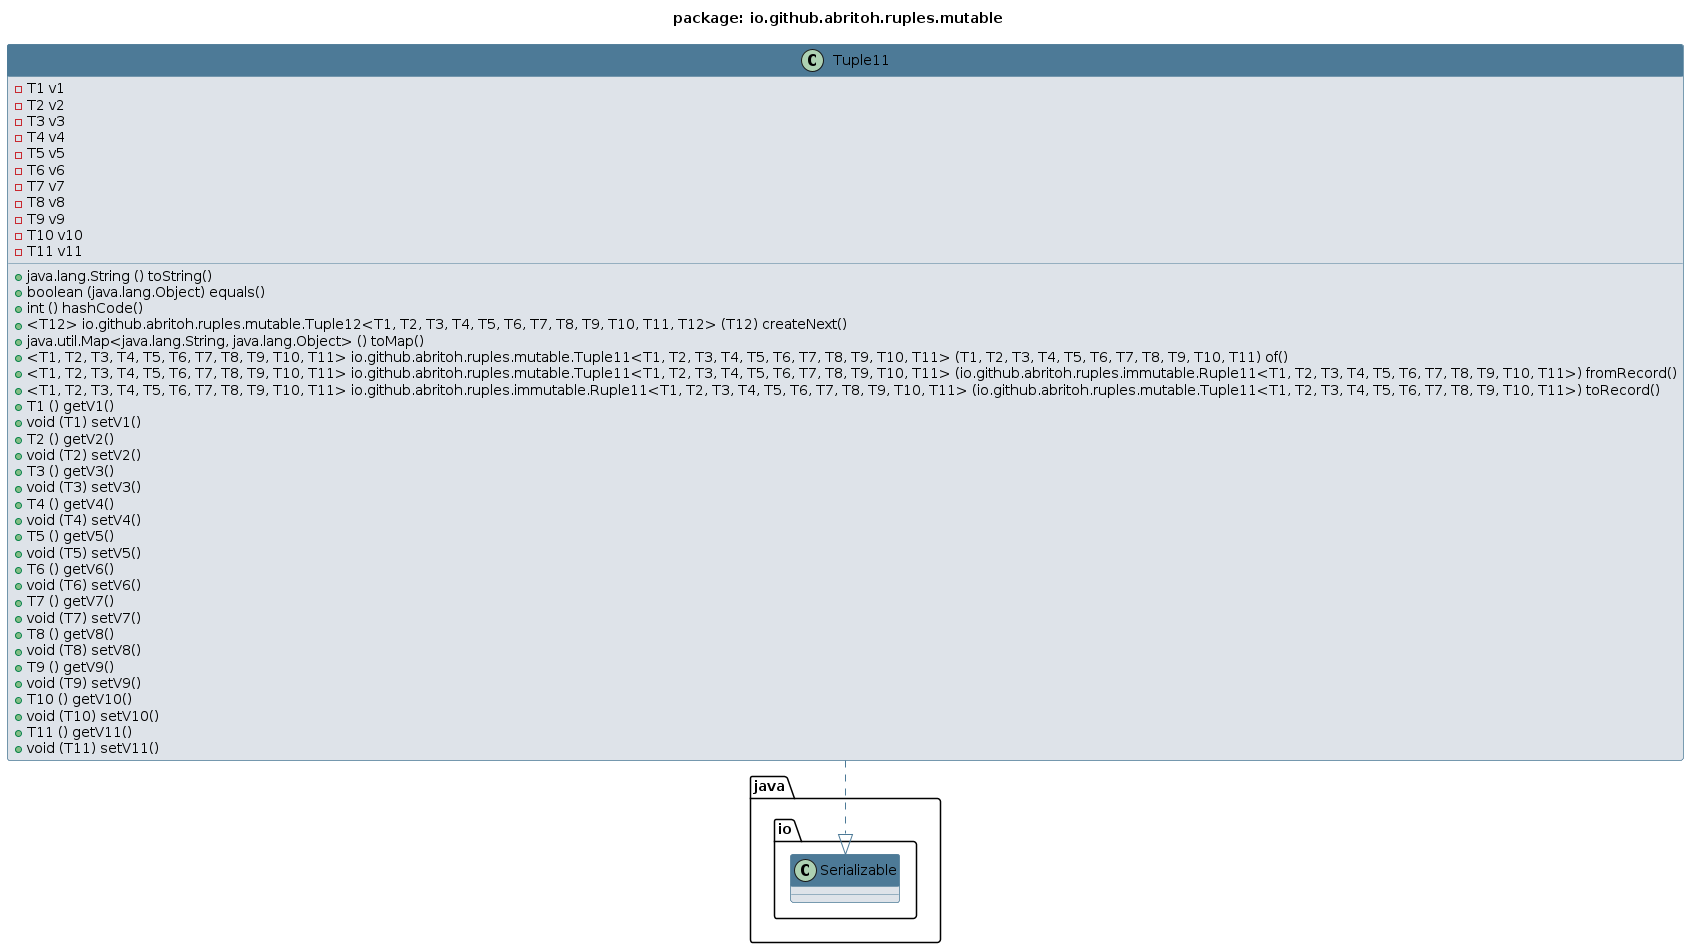 package: io.github.abritoh.ruples.mutable
C Tuple11
T1 v1
T2 v2
T3 v3
T4 v4
T5 v5
T6 v6
T7 v7
T8 v8
T9 v9
T10 v10
T11 v11
java.lang.String () toString()
boolean (java.lang.Object) equals()
int () hashCode()
<T12> io.github.abritoh.ruples.mutable.Tuple12<T1, T2, T3, T4, T5, T6, T7, T8, T9, T10, T11, T12> (T12) createNext()
java.util.Map<java.lang.String, java.lang.Object> () toMap()
<T1, T2, T3, T4, T5, T6, T7, T8, T9, T10, T11> io.github.abritoh.ruples.mutable.Tuple11<T1, T2, T3, T4, T5, T6, T7, T8, T9, T10, T11> (T1, T2, T3, T4, T5, T6, T7, T8, T9, T10, T11) of()
<T1, T2, T3, T4, T5, T6, T7, T8, T9, T10, T11> io.github.abritoh.ruples.mutable.Tuple11<T1, T2, T3, T4, T5, T6, T7, T8, T9, T10, T11> (io.github.abritoh.ruples.immutable.Ruple11<T1, T2, T3, T4, T5, T6, T7, T8, T9, T10, T11>) fromRecord()
<T1, T2, T3, T4, T5, T6, T7, T8, T9, T10, T11> io.github.abritoh.ruples.immutable.Ruple11<T1, T2, T3, T4, T5, T6, T7, T8, T9, T10, T11> (io.github.abritoh.ruples.mutable.Tuple11<T1, T2, T3, T4, T5, T6, T7, T8, T9, T10, T11>) toRecord()
T1 () getV1()
void (T1) setV1()
T2 () getV2()
void (T2) setV2()
T3 () getV3()
void (T3) setV3()
T4 () getV4()
void (T4) setV4()
T5 () getV5()
void (T5) setV5()
T6 () getV6()
void (T6) setV6()
T7 () getV7()
void (T7) setV7()
T8 () getV8()
void (T8) setV8()
T9 () getV9()
void (T9) setV9()
T10 () getV10()
void (T10) setV10()
T11 () getV11()
void (T11) setV11()
java
io
C Serializable